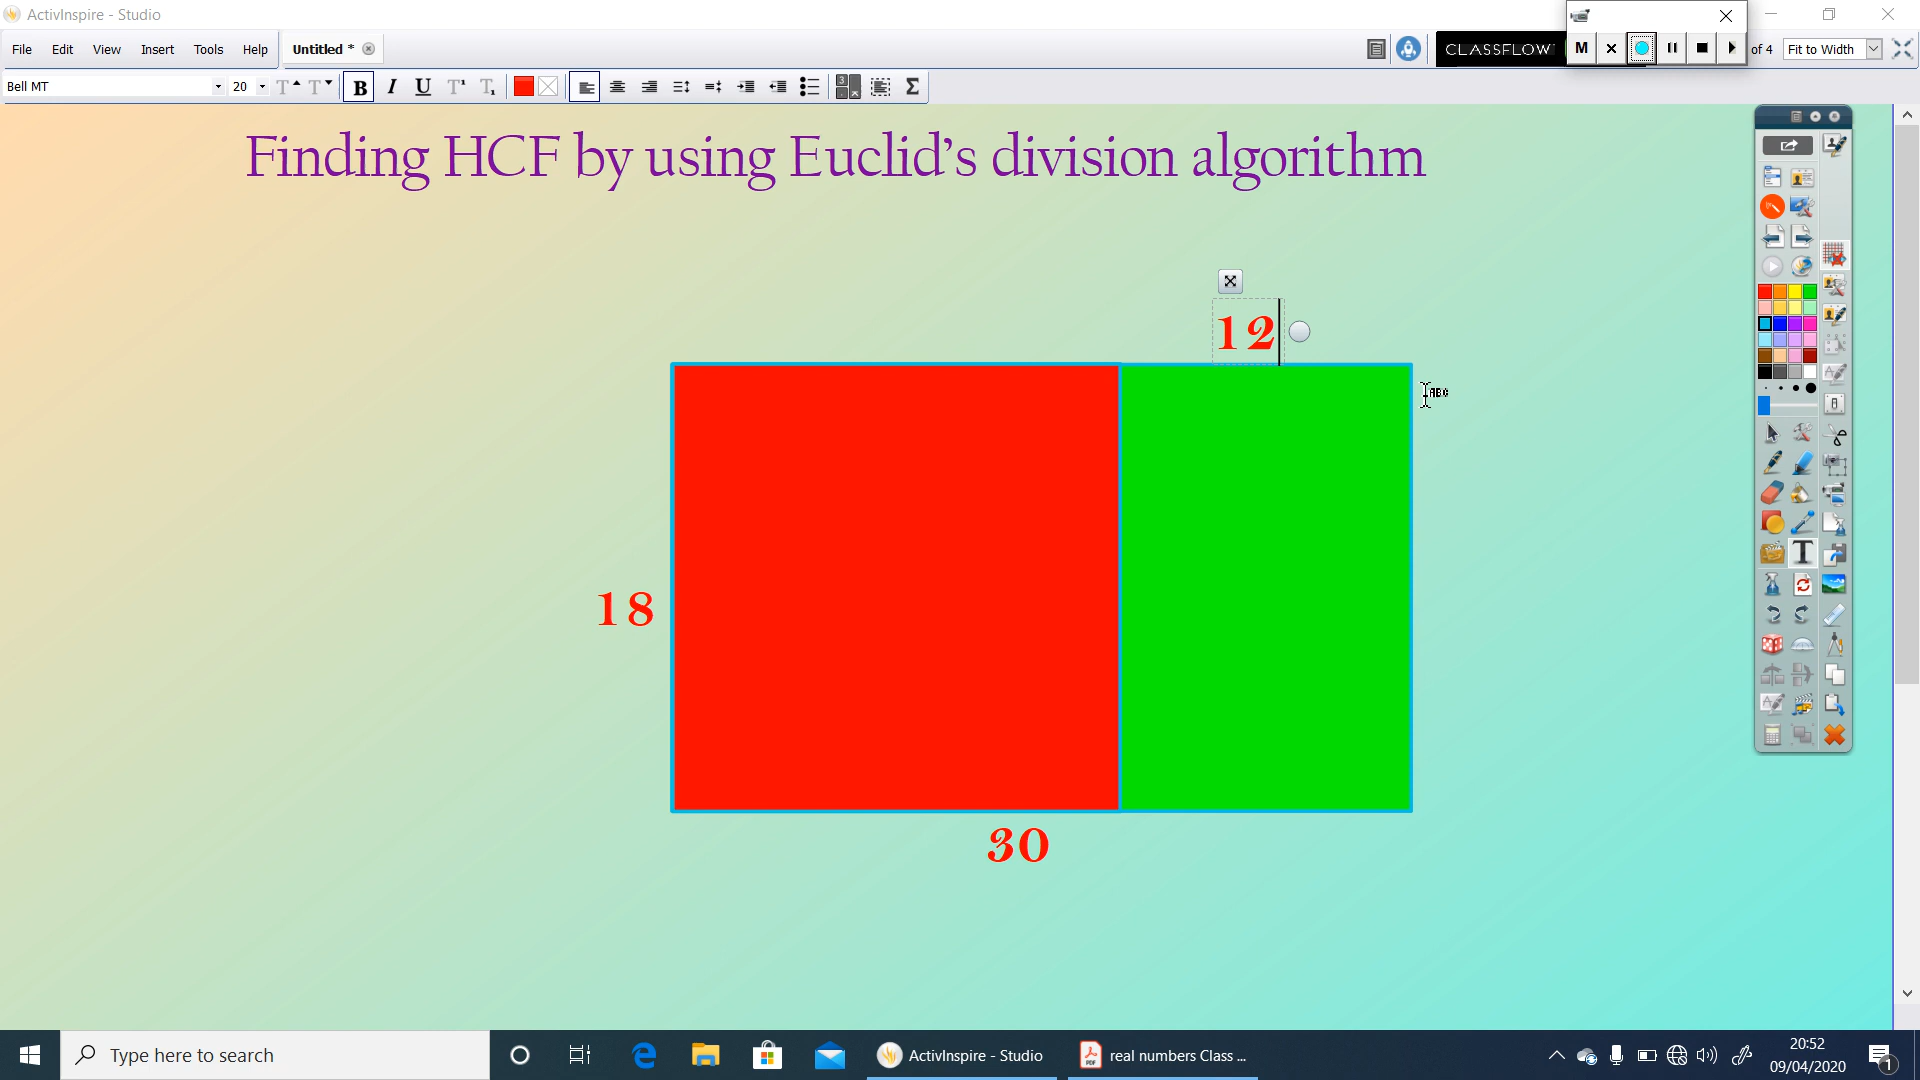 ActivInspire - Studio
File Edit View Insert Tools Help Untitled *
CLASSFLOW M of 4 Fit to Width
Bell MT 20 B I U
Finding HCF by using Euclid's division algorithm
12
ABC
18
30
Type here to search
ActivInspire - Studio
real numbers Class ...
20:52
09/04/2020
1